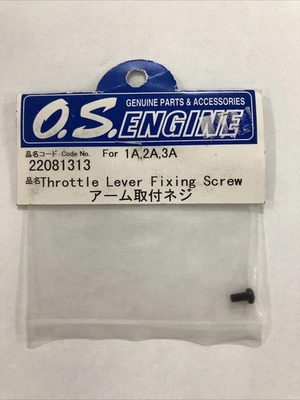 GENUINE PARTS & ACCESSORIES
O.S.ENGINE
品名コード Code No. For 1A,2A,3A
22081313
品名Throttle Lever Fixing Screw
アーム取付ネジ